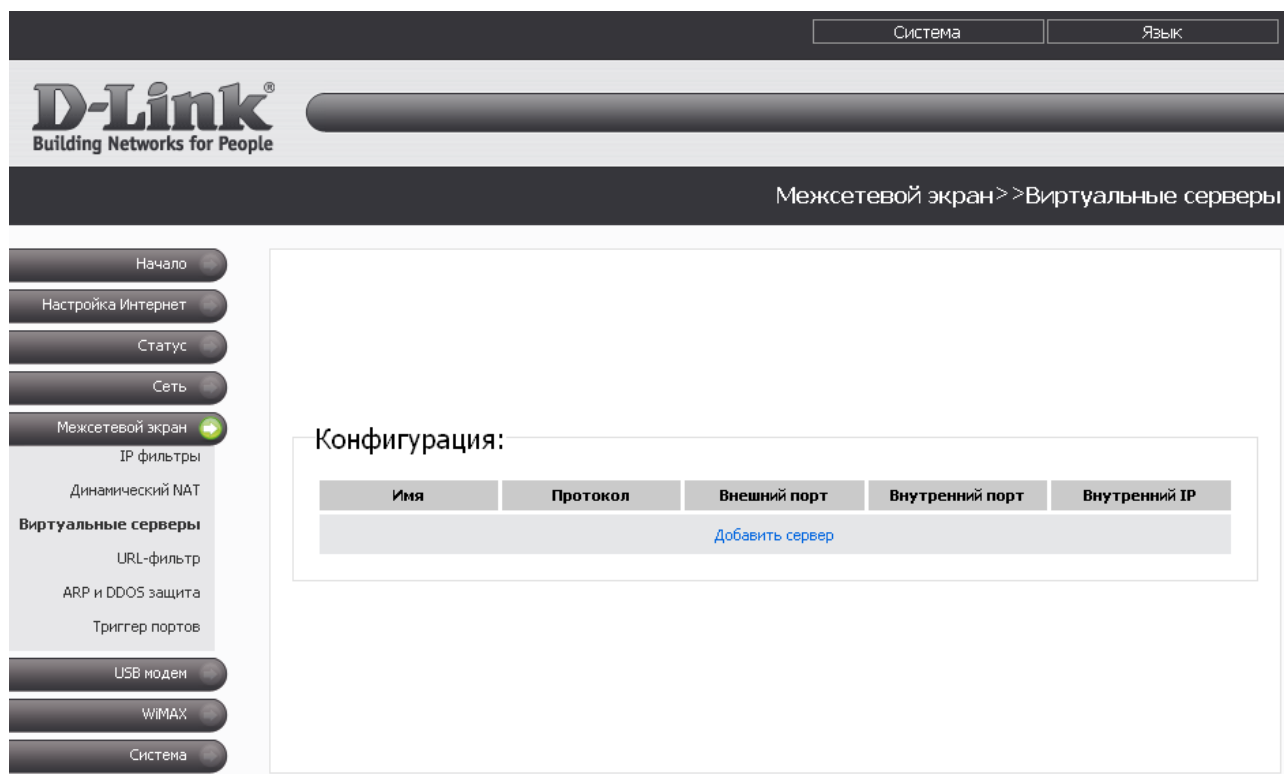 Система Язык
D-Link®
Building Networks for People
Межсетевой экран>>Виртуальные серверы
Начало
Настройка Интернет
Статус
Сеть
Межсетевой экран
IP фильтры
Динамический NAT
Виртуальные серверы
URL-фильтр
ARP и DDOS защита
Триггер портов
USB модем
WiMAX
Система
Конфигурация:
Имя Протокол Внешний порт Внутренний порт Внутренний IP
Добавить сервер